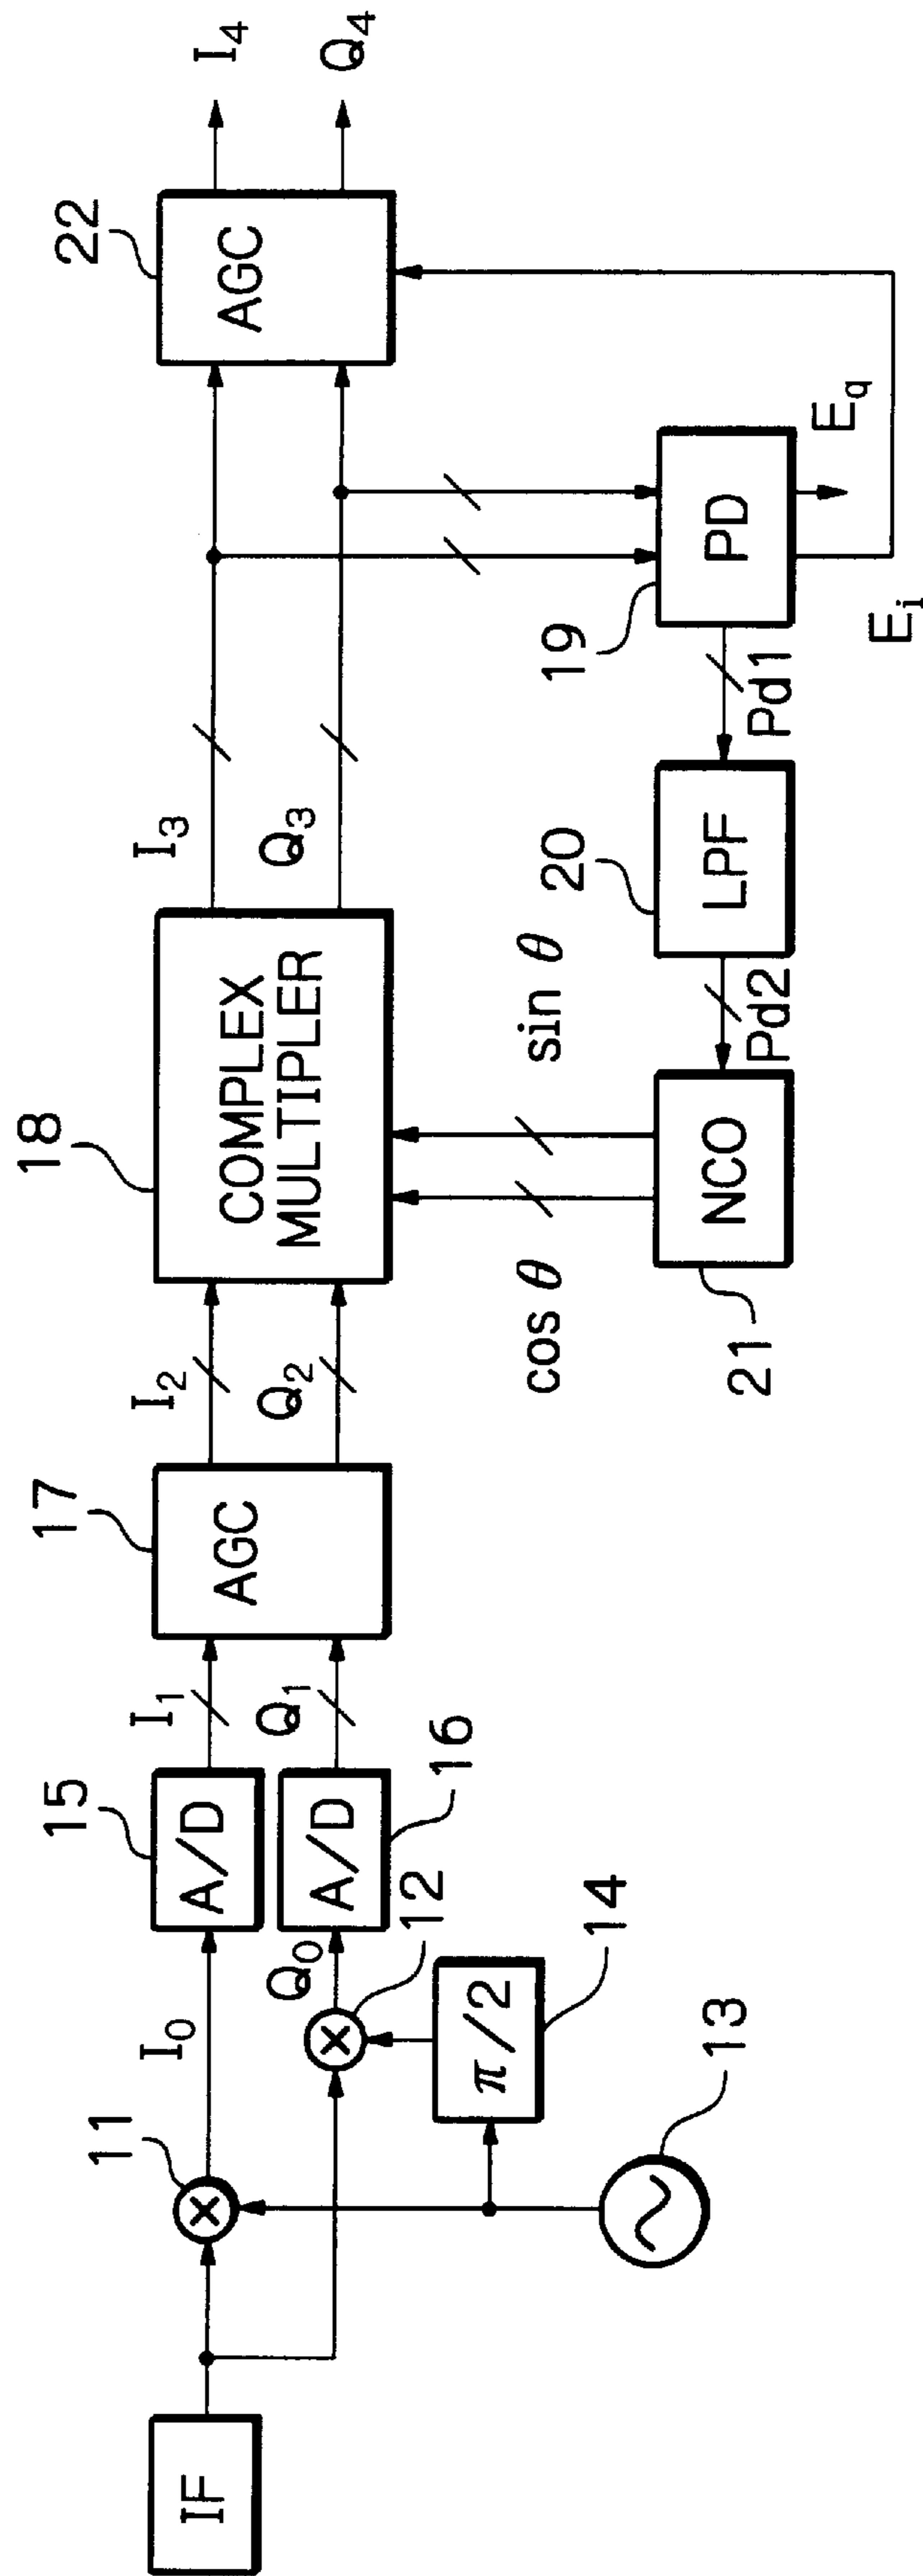 IF
11
I₀
15
A/D
I₁
17
AGC
I₂
18
COMPLEX
MULTIPLER
I₃
22
AGC
I₄
Q₀
12
A/D
16
Q₁
Q₂
Q₃
Q₄
13
π/2
14
cos θ
sin θ
21
NCO
Pd2
20
LPF
Pd1
19
PD
Eq
Ei